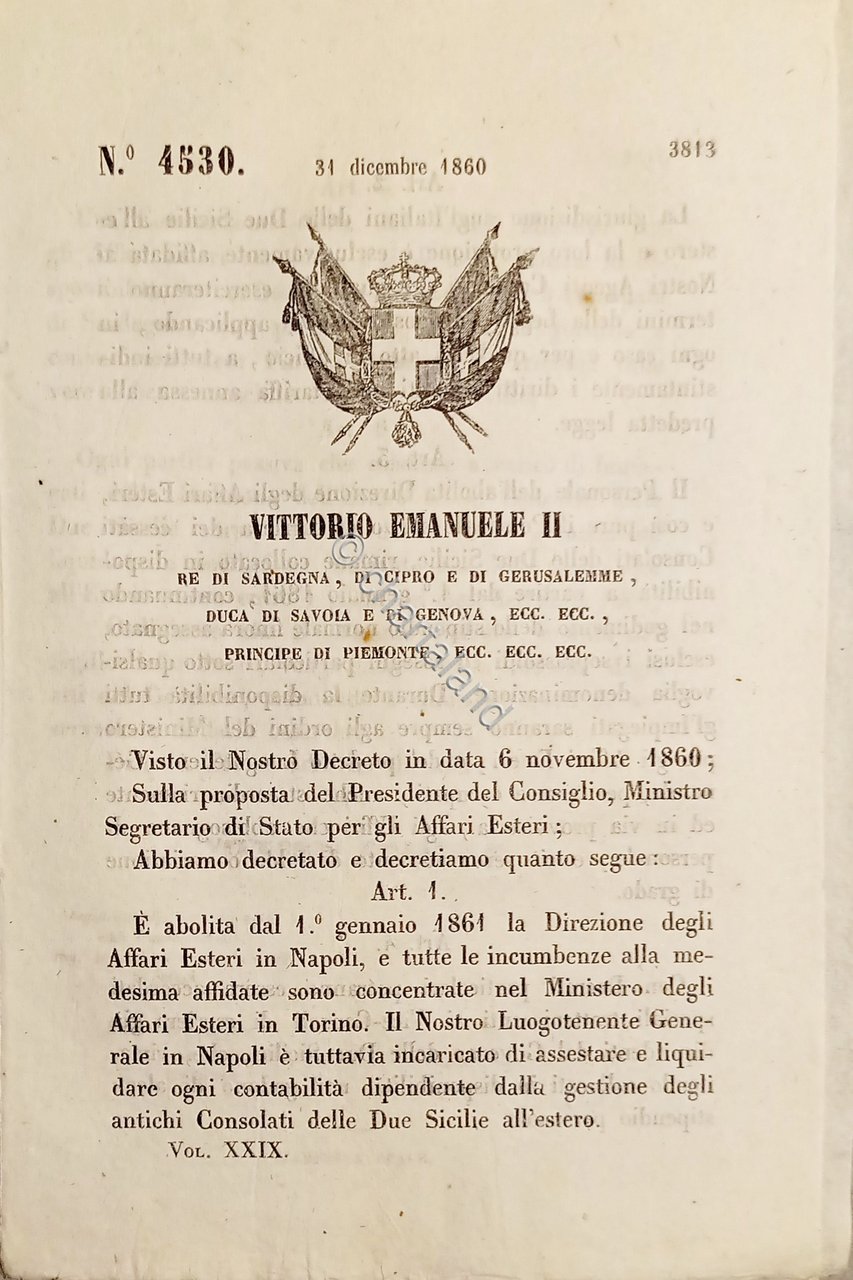 N.º 4530. 31 dicembre 1860 3813
VITTORIO EMANUELE II
RE DI SARDEGNA, DI CIPRO E DI GERUSALEMME,
DUCA DI SAVOIA E DI GENOVA, ECC. ECC.,
PRINCIPE DI PIEMONTE, ECC. ECC. ECC.
© chartaland
Visto il Nostro Decreto in data 6 novembre 1860;
Sulla proposta del Presidente del Consiglio, Ministro
Segretario di Stato per gli Affari Esteri;
Abbiamo decretato e decretiamo quanto segue:
Art. 1.
È abolita dal 1.º gennaio 1861 la Direzione degli
Affari Esteri in Napoli, e tutte le incumbenze alla me-
desima affidate sono concentrate nel Ministero degli
Affari Esteri in Torino. Il Nostro Luogotenente Gene-
rale in Napoli è tuttavia incaricato di assestare e liqui-
dare ogni contabilità dipendente dalla gestione degli
antichi Consolati delle Due Sicilie all'estero.
VOL. XXIX.